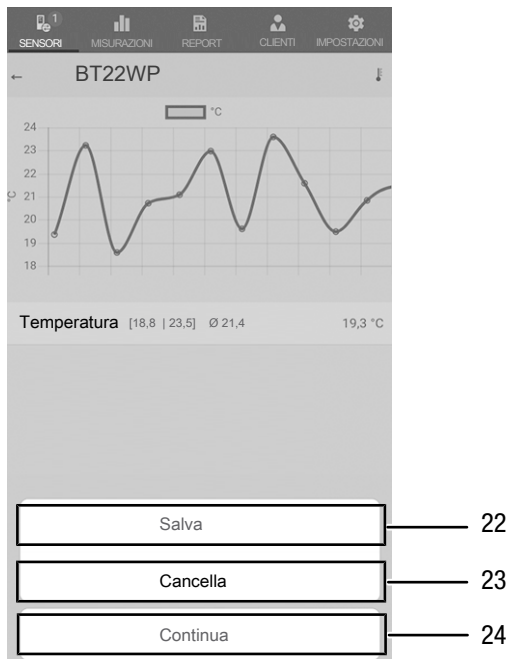 1
SENSORI MISURAZIONI REPORT CLIENTI IMPOSTAZIONI
← BT22WP
°C
24
23
22
21
20
19
18
°C
Temperatura [18,8 | 23,5] Ø 21,4 19,3 °C
Salva 22
Cancella 23
Continua 24